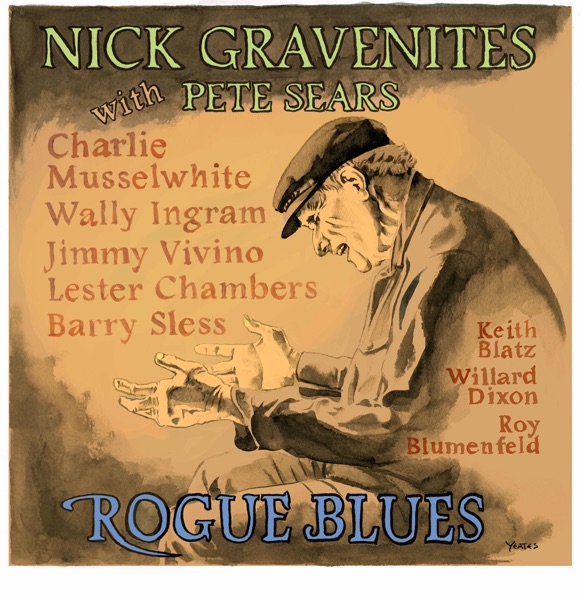 NICK GRAVENITES
with PETE SEARS
Charlie
Musselwhite
Wally Ingram
Jimmy Vivino
Lester Chambers
Barry Sless
Keith
Blatz
Willard
Dixon
Roy
Blumenfeld
ROGUE BLUES
YEATES